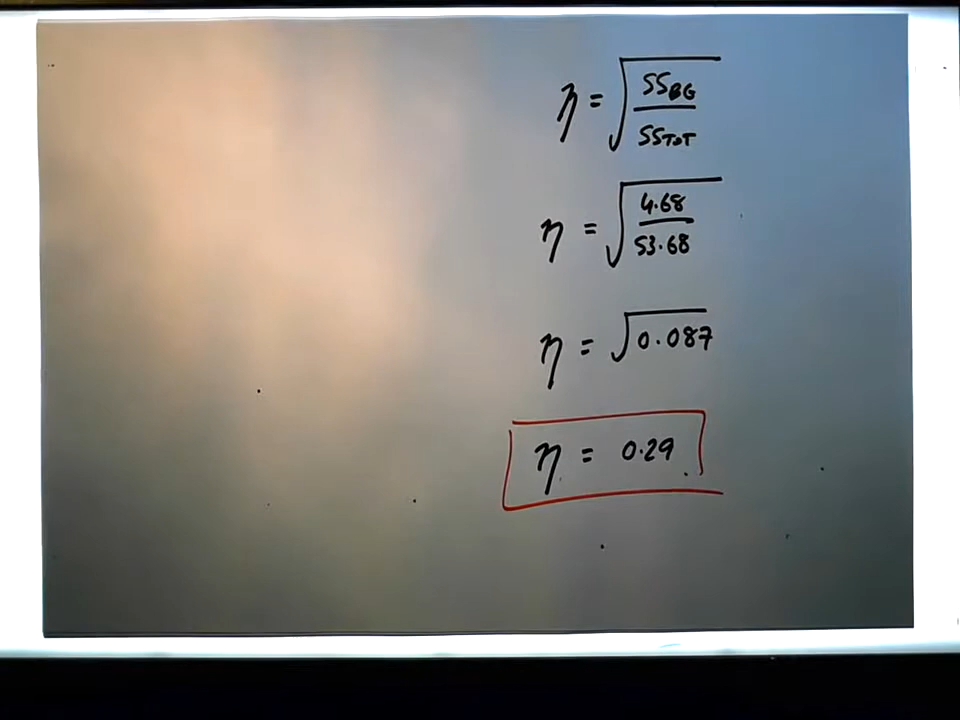 η = √(SS_BG / SS_TOT)
η = √(4.68 / 53.68)
η = √0.087
η = 0.29